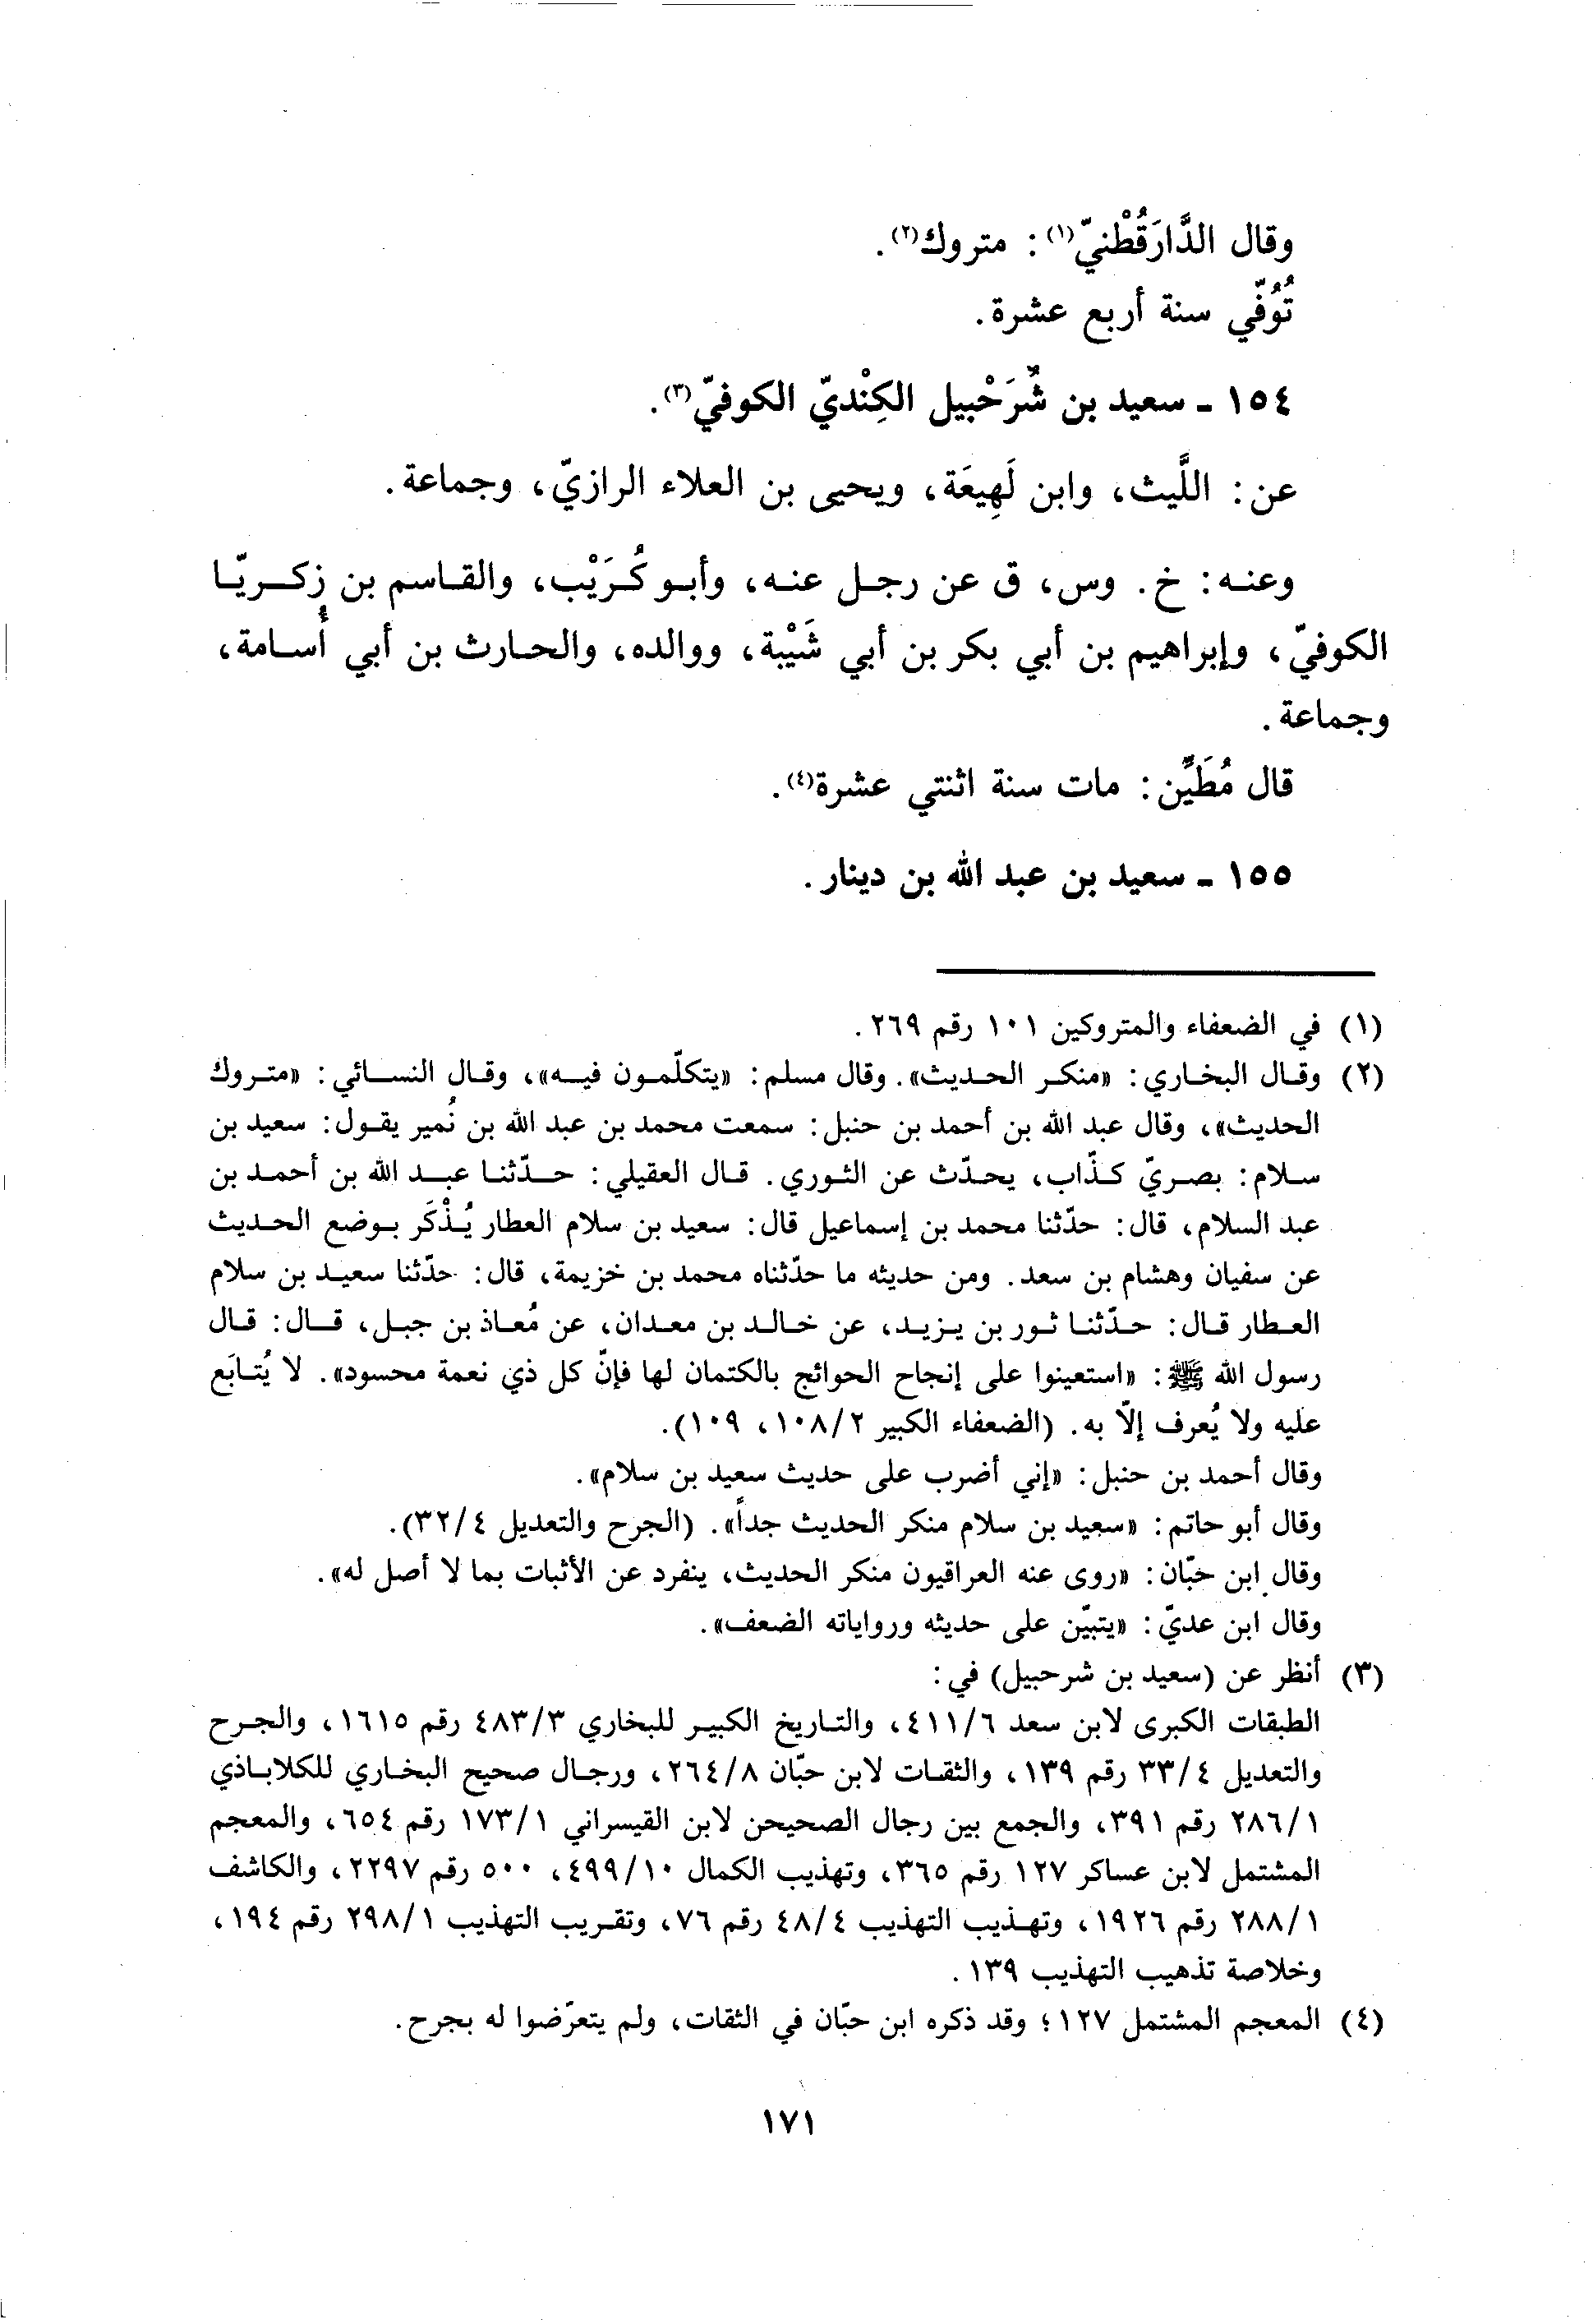 وقال الدَّارَقُطْنيّ(١): متروك(٢).
تُوُفّي سنة أربع عشرة.
١٥٤ - سعيد بن شُرَحْبيل الكِنْديّ الكوفيّ(٣).
عن: اللَّيث، وابن لَهِيعَة، ويحيى بن العلاء الرازيّ، وجماعة.
وعنه: خ. وس، ق عن رجل عنه، وأبو كُرَيْب، والقاسم بن زكريّا
الكوفيّ، وإبراهيم بن أبي بكر بن أبي شَيْبة، ووالده، والحارث بن أبي أُسامة،
وجماعة.
قال مُطَيَّن: مات سنة اثنتي عشرة(٤).
١٥٥ - سعيد بن عبد الله بن دينار.
(١) في الضعفاء والمتروكين ١٠١ رقم ٢٦٩.
(٢) وقال البخاري: «منكر الحديث». وقال مسلم: «يتكلّمون فيه»، وقال النسائي: «متروك
الحديث»، وقال عبد الله بن أحمد بن حنبل: سمعت محمد بن عبد الله بن نُمير يقول: سعيد بن
سلام: بصريّ كذّاب، يحدّث عن الثوري. قال العقيلي: حدّثنا عبد الله بن أحمد بن
عبد السلام، قال: حدّثنا محمد بن إسماعيل قال: سعيد بن سلام العطار يُذْكَر بوضع الحديث
عن سفيان وهشام بن سعد. ومن حديثه ما حدّثناه محمد بن خزيمة، قال: حدّثنا سعيد بن سلام
العطار قال: حدّثنا ثور بن يزيد، عن خالد بن معدان، عن مُعاذ بن جبل، قال: قال
رسول الله ﷺ: «استعينوا على إنجاح الحوائج بالكتمان لها فإنّ كل ذي نعمة محسود». لا يُتابَع
عليه ولا يُعرف إلّا به. (الضعفاء الكبير ١٠٨/٢، ١٠٩).
وقال أحمد بن حنبل: «إني أضرب على حديث سعيد بن سلام».
وقال أبو حاتم: «سعيد بن سلام منكر الحديث جداً». (الجرح والتعديل ٣٢/٤).
وقال ابن حبّان: «روى عنه العراقيون منكر الحديث، ينفرد عن الأثبات بما لا أصل له».
وقال ابن عديّ: «يتبيّن على حديثه ورواياته الضعف».
(٣) أنظر عن (سعيد بن شرحبيل) في:
الطبقات الكبرى لابن سعد ٤١١/٦، والتاريخ الكبير للبخاري ٤٨٣/٣ رقم ١٦١٥، والجرح
والتعديل ٣٣/٤ رقم ١٣٩، والثقات لابن حبّان ٢٦٤/٨، ورجال صحيح البخاري للكلاباذي
٢٨٦/١ رقم ٣٩١، والجمع بين رجال الصحيحن لابن القيسراني ١٧٣/١ رقم ٦٥٤، والمعجم
المشتمل لابن عساكر ١٢٧ رقم ٣٦٥، وتهذيب الكمال ٤٩٩/١٠، ٥٠٠ رقم ٢٢٩٧، والكاشف
٢٨٨/١ رقم ١٩٢٦، وتهذيب التهذيب ٤٨/٤ رقم ٧٦، وتقريب التهذيب ٢٩٨/١ رقم ١٩٤،
وخلاصة تذهيب التهذيب ١٣٩.
(٤) المعجم المشتمل ١٢٧؛ وقد ذكره ابن حبّان في الثقات، ولم يتعرّضوا له بجرح.
١٧١